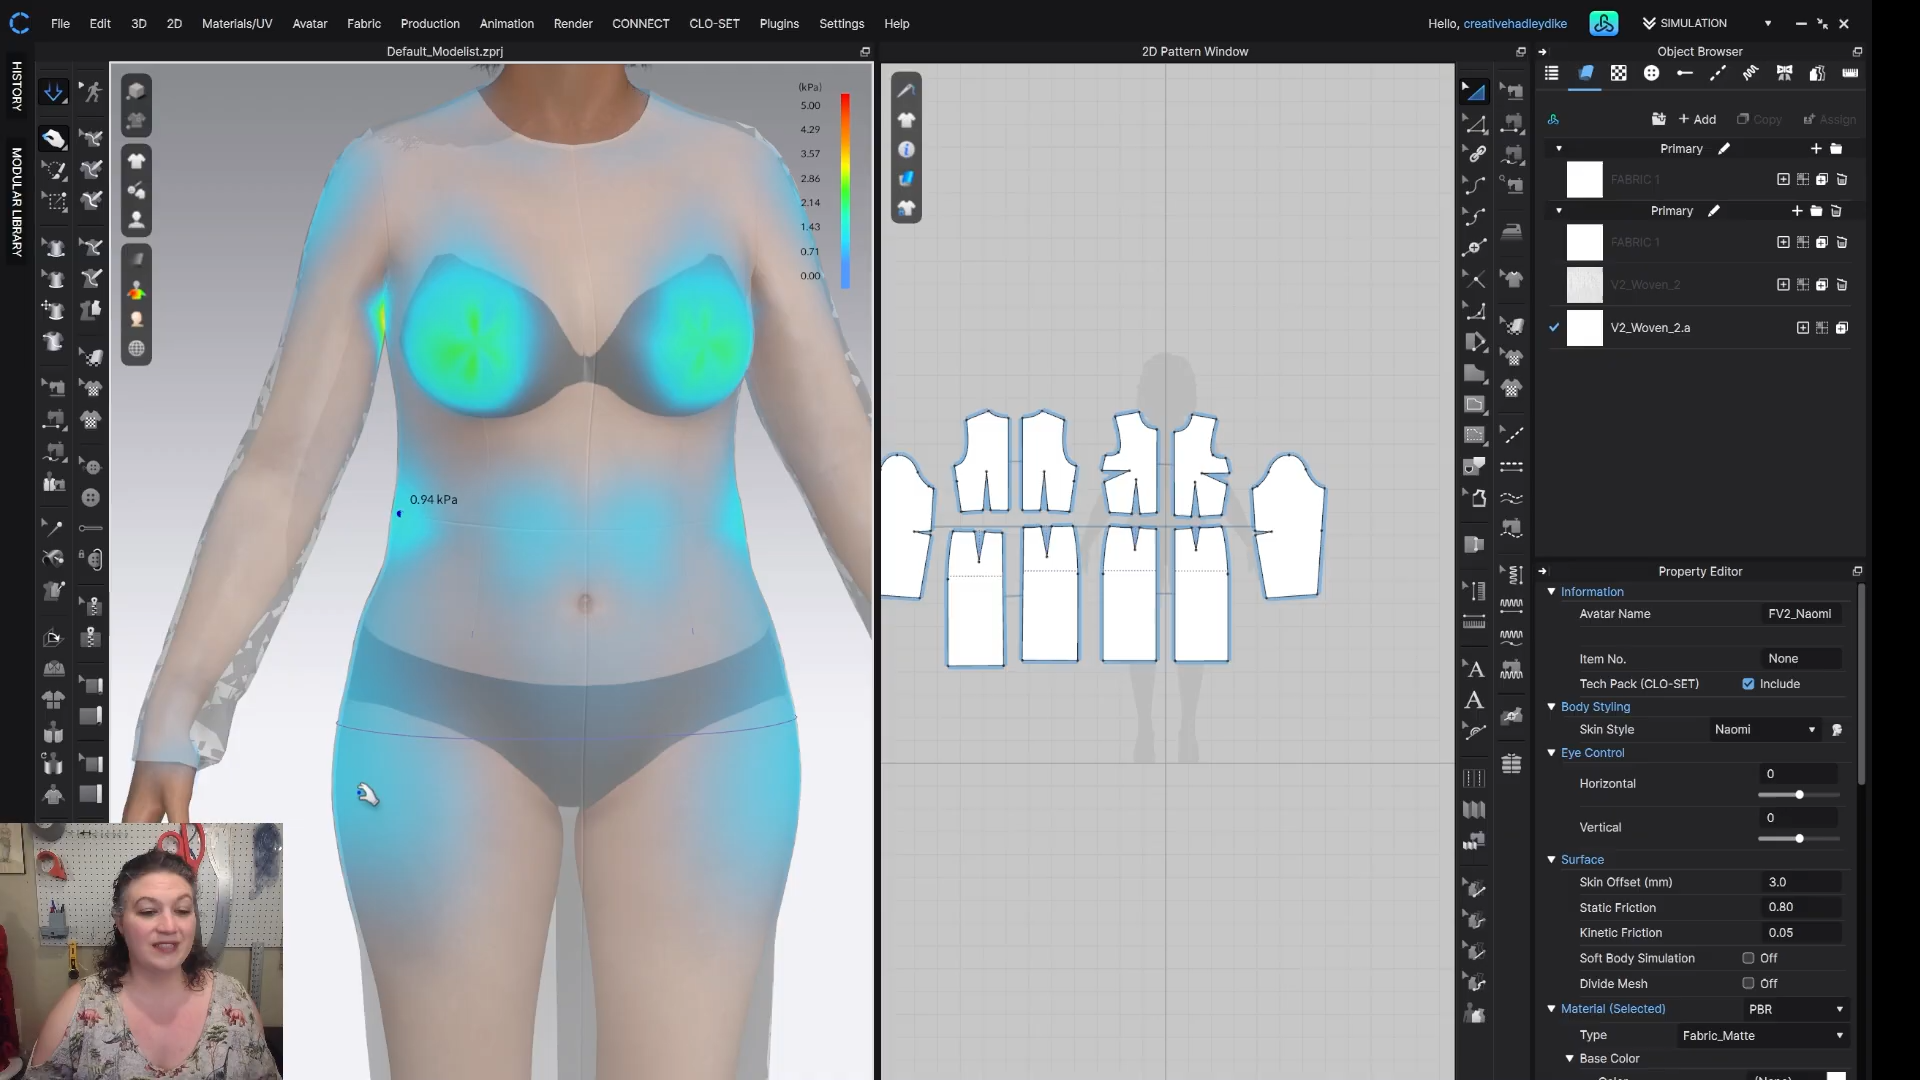 File Edit 3D 2D Materials/UV Avatar Fabric Production Animation Render CONNECT CLO-SET Plugins Settings Help
Hello, creativehadleydike
SIMULATION
Default_Modelist.zprj
2D Pattern Window
Object Browser
HISTORY
MODULAR LIBRARY
(kPa)
5.00
4.29
3.57
2.86
2.14
1.43
0.71
0.00
0.94 kPa
A
A
+ Add
Copy
Assign
Primary
FABRIC 1
Primary
FABRIC 1
V2_Woven_2
V2_Woven_2.a
Property Editor
Information
Avatar Name FV2_Naomi
Item No. None
Tech Pack (CLO-SET) Include
Body Styling
Skin Style Naomi
Eye Control
Horizontal 0
Vertical 0
Surface
Skin Offset (mm) 3.0
Static Friction 0.80
Kinetic Friction 0.05
Soft Body Simulation Off
Divide Mesh Off
Material (Selected) PBR
Type Fabric_Matte
Base Color